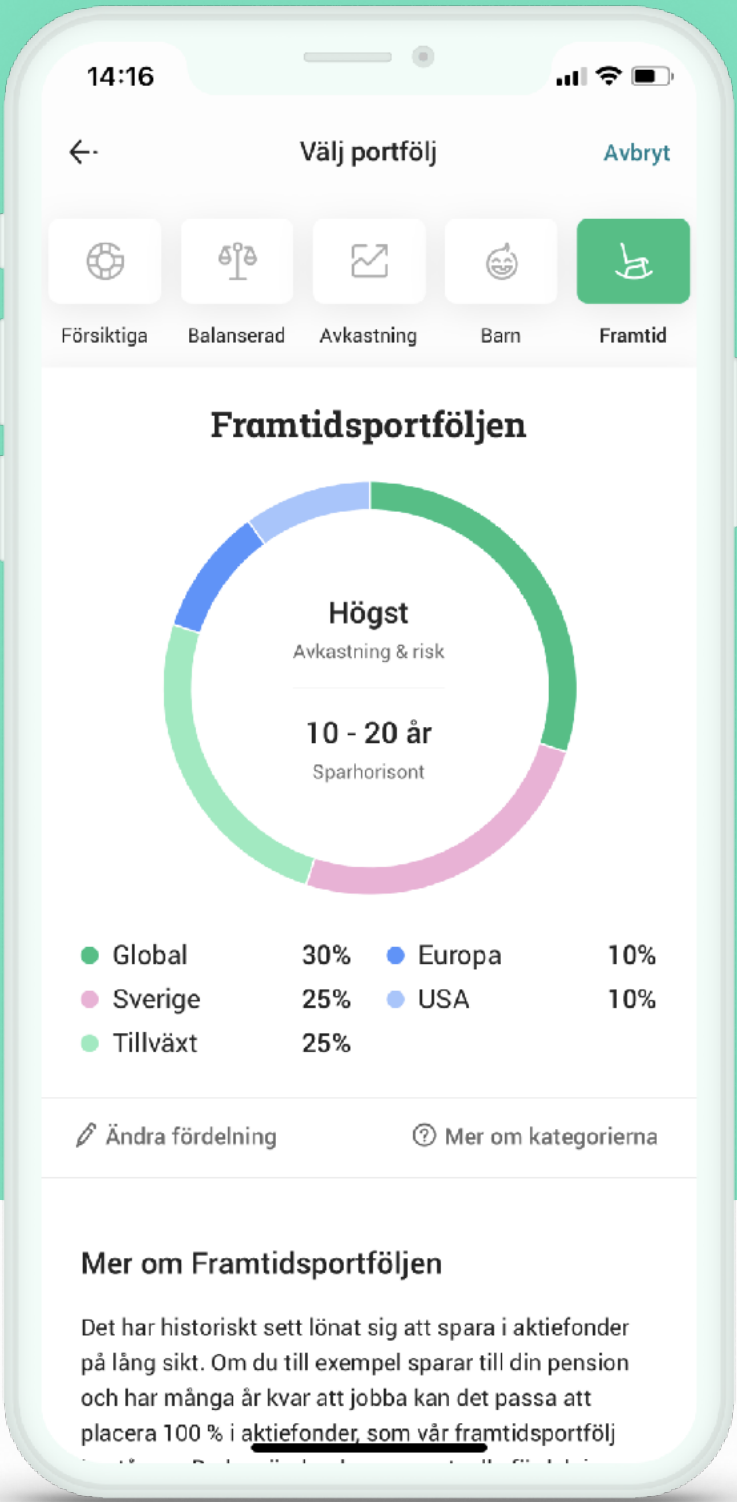 14:16
Välj portfölj
Avbryt
Försiktiga
Balanserad
Avkastning
Barn
Framtid
Framtidsportföljen
Högst
Avkastning & risk
10 - 20 år
Sparhorisont
Global 30%
Europa 10%
Sverige 25%
USA 10%
Tillväxt 25%
Ändra fördelning
Mer om kategorierna
Mer om Framtidsportföljen
Det har historiskt sett lönat sig att spara i aktiefonder
på lång sikt. Om du till exempel sparar till din pension
och har många år kvar att jobba kan det passa att
placera 100 % i aktiefonder, som vår framtidsportfölj